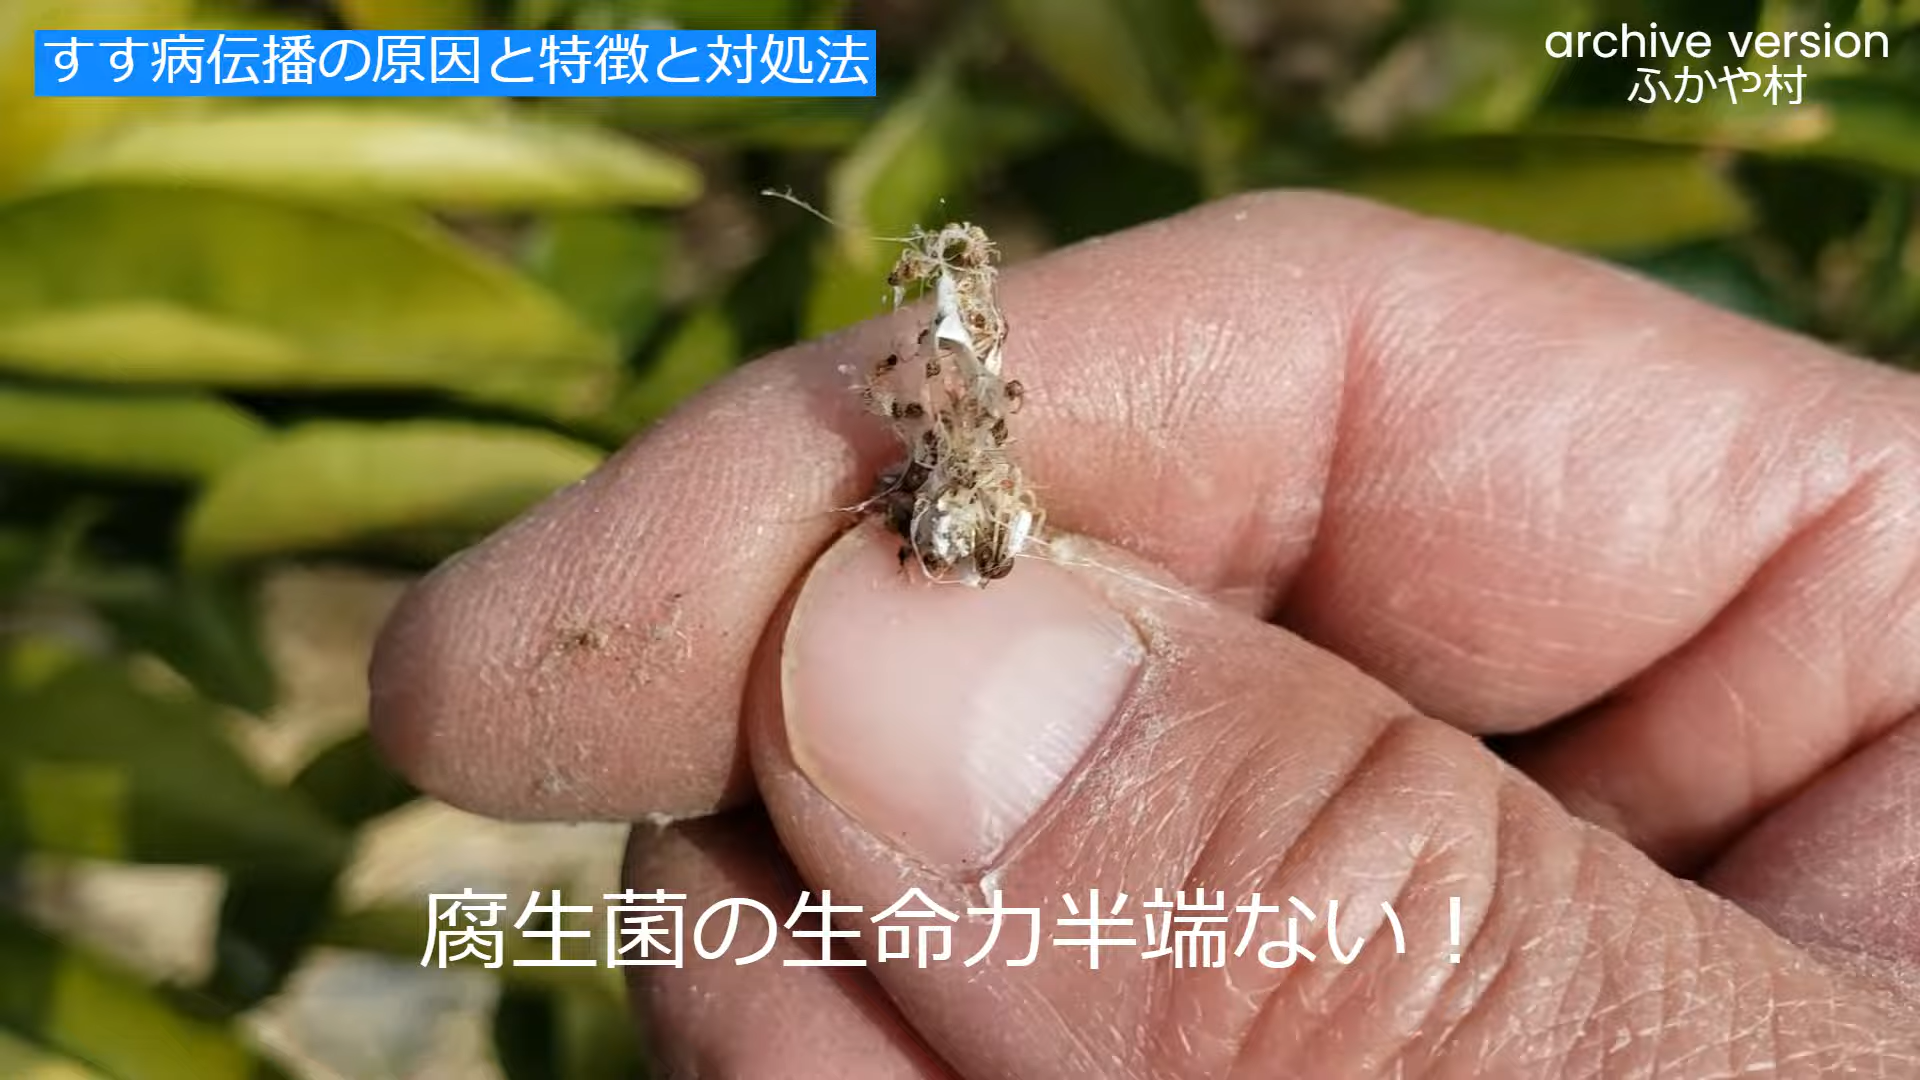 すす病伝播の原因と特徴と対処法
archive version
ふかや村
腐生菌の生命力半端ない！